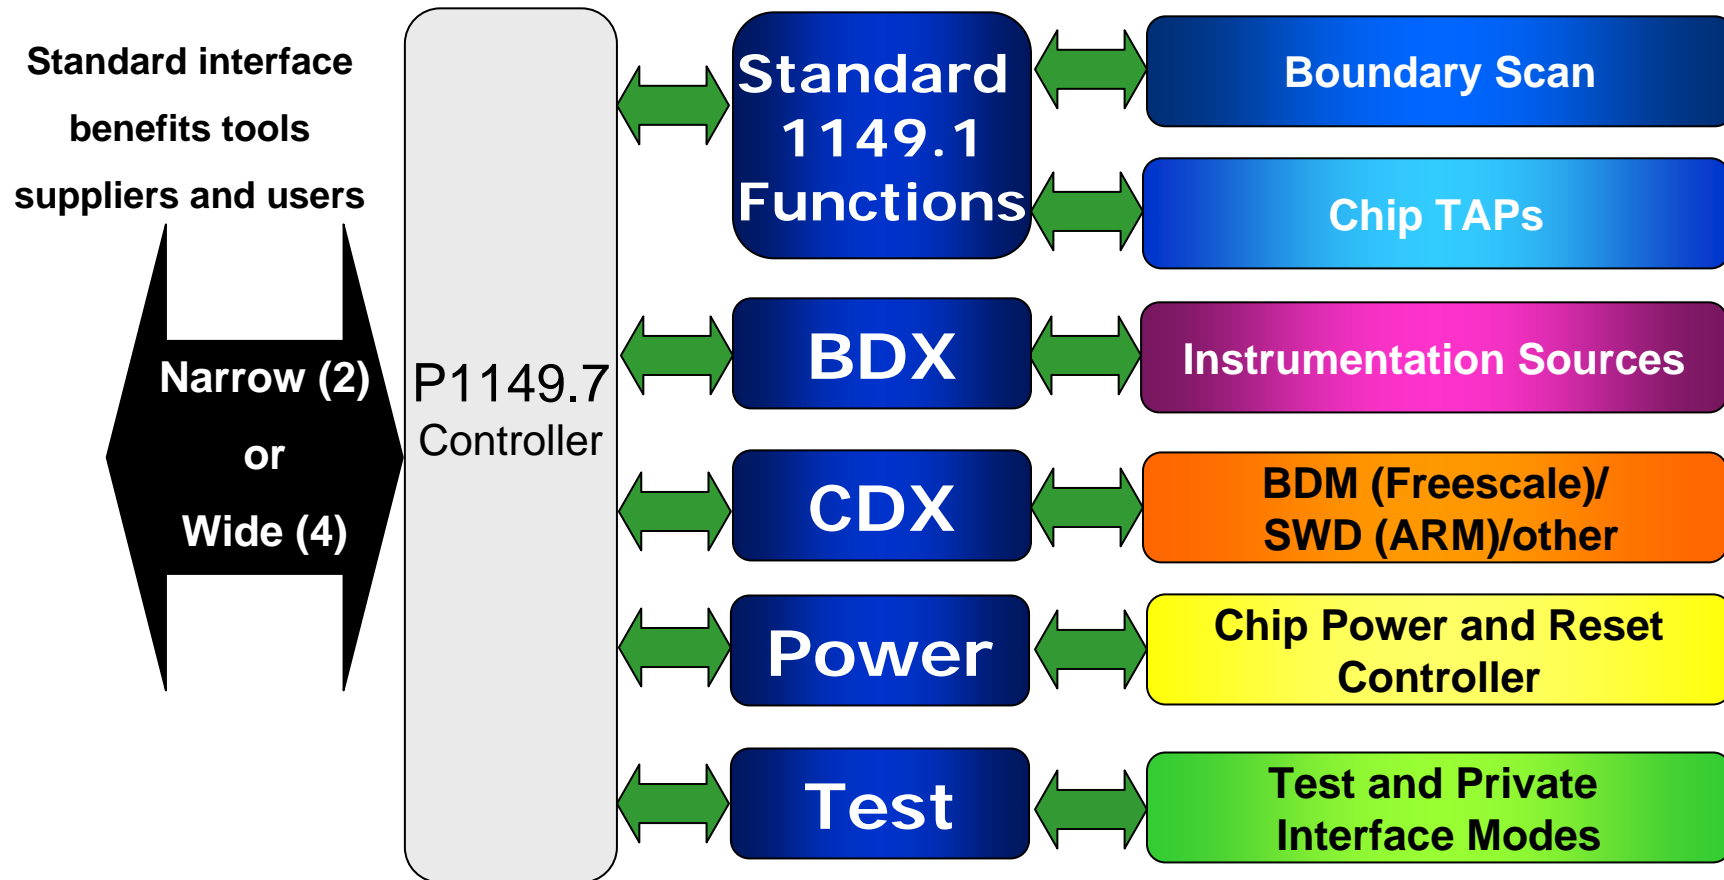 Standard interface
benefits tools
suppliers and users
Narrow (2)
or
Wide (4)
P1149.7
Controller
Standard
1149.1
Functions
Boundary Scan
Chip TAPs
BDX
Instrumentation Sources
CDX
BDM (Freescale)/
SWD (ARM)/other
Power
Chip Power and Reset
Controller
Test
Test and Private
Interface Modes